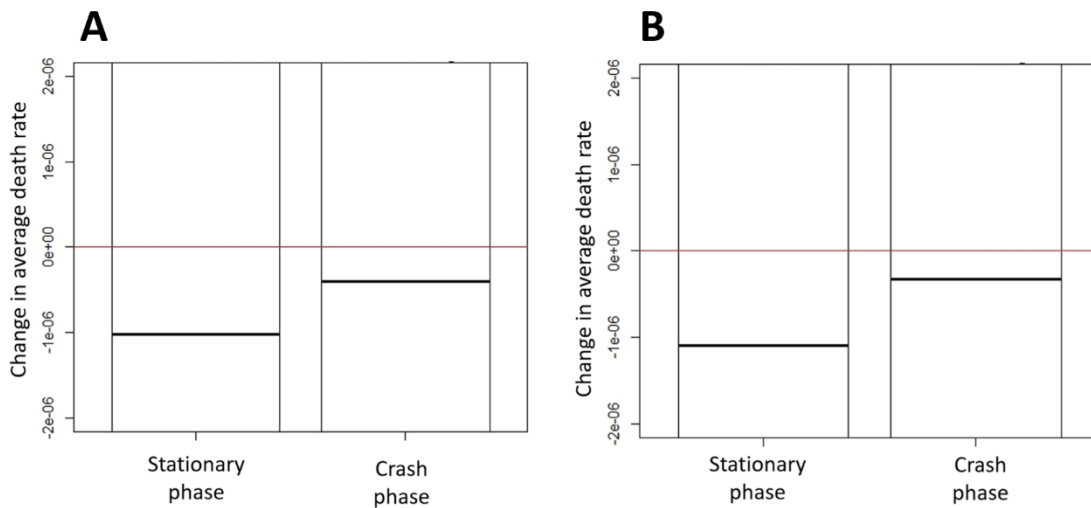 A
Change in average death rate
2e-06
1e-06
0e+00
-1e-06
-2e-06
Stationary
phase
Crash
phase
B
Change in average death rate
2e-06
1e-06
0e+00
-1e-06
-2e-06
Stationary
phase
Crash
phase